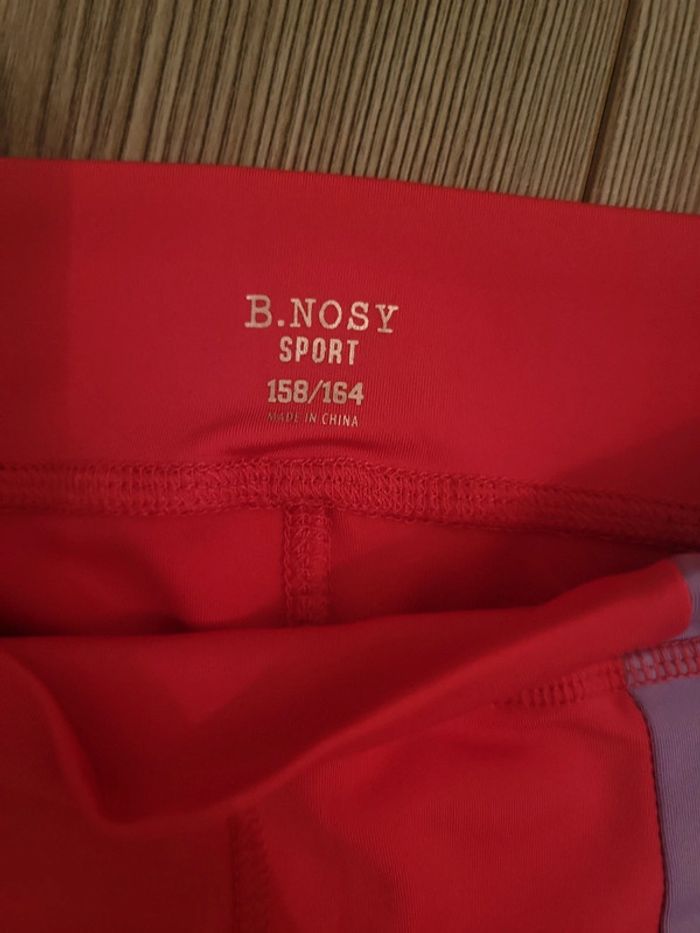 B.NOSY
SPORT
158/164
MADE IN CHINA